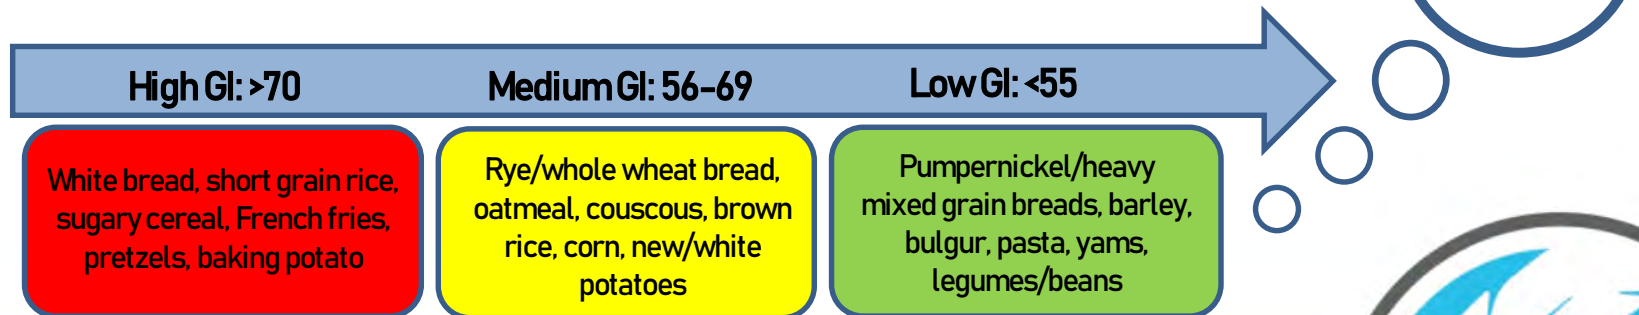 High GI: >70
Medium GI: 56-69
Low GI: <55
White bread, short grain rice,
sugary cereal, French fries,
pretzels, baking potato
Rye/whole wheat bread,
oatmeal, couscous, brown
rice, corn, new/white
potatoes
Pumpernickel/heavy
mixed grain breads, barley,
bulgur, pasta, yams,
legumes/beans